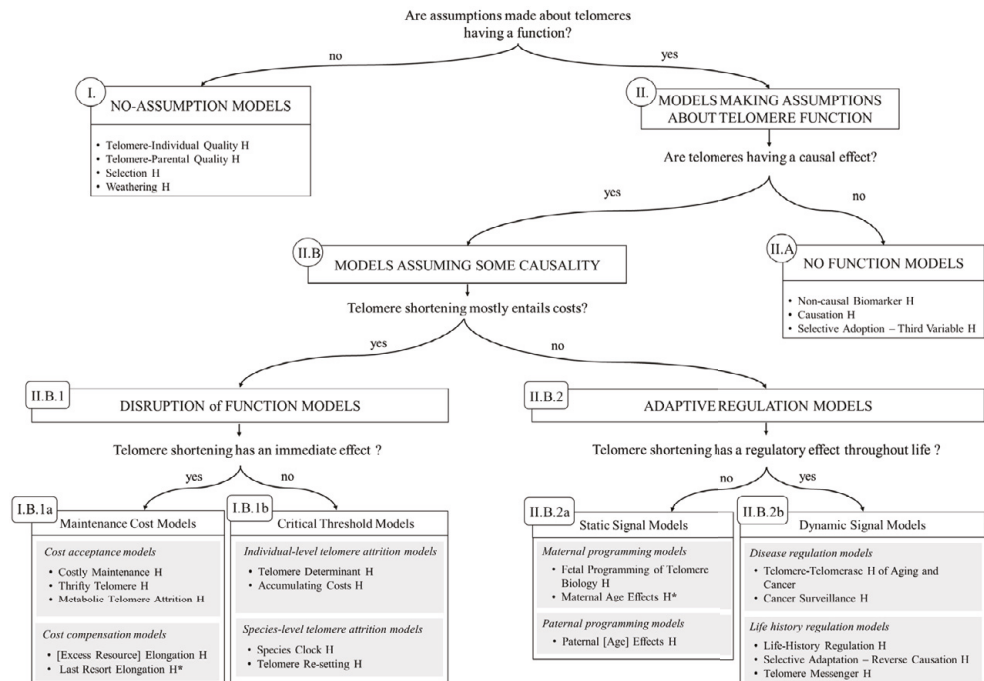 Are assumptions made about telomeres
having a function?
no
yes
I.
NO-ASSUMPTION MODELS
• Telomere-Individual Quality H
• Telomere-Parental Quality H
• Selection H
• Weathering H
II.
MODELS MAKING ASSUMPTIONS
ABOUT TELOMERE FUNCTION
Are telomeres having a causal effect?
yes
no
II.B
MODELS ASSUMING SOME CAUSALITY
II.A
NO FUNCTION MODELS
• Non-causal Biomarker H
• Causation H
• Selective Adoption – Third Variable H
Telomere shortening mostly entails costs?
yes
no
II.B.1
DISRUPTION of FUNCTION MODELS
II.B.2
ADAPTIVE REGULATION MODELS
Telomere shortening has an immediate effect ?
yes
no
Telomere shortening has a regulatory effect throughout life ?
no
yes
I.B.1a
Maintenance Cost Models
Cost acceptance models
• Costly Maintenance H
• Thrifty Telomere H
• Metabolic Telomere Attrition H
Cost compensation models
• [Excess Resource] Elongation H
• Last Resort Elongation H*
I.B.1b
Critical Threshold Models
Individual-level telomere attrition models
• Telomere Determinant H
• Accumulating Costs H
Species-level telomere attrition models
• Species Clock H
• Telomere Re-setting H
II.B.2a
Static Signal Models
Maternal programming models
• Fetal Programing of Telomere
Biology H
• Maternal Age Effects H*
Paternal programming models
• Paternal [Age] Effects H
II.B.2b
Dynamic Signal Models
Disease regulation models
• Telomere-Telomerase H of Aging and
Cancer
• Cancer Surveillance H
Life history regulation models
• Life-History Regulation H
• Selective Adaptation – Reverse Causation H
• Telomere Messenger H